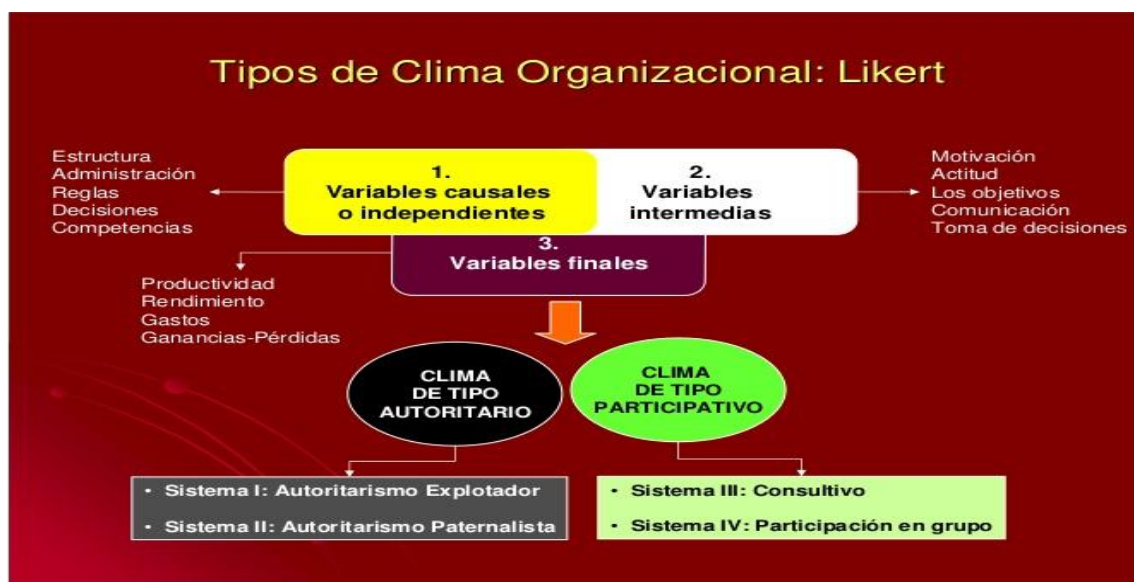 Tipos de Clima Organizacional: Likert
Estructura
Administración
Reglas
Decisiones
Competencias
1.
Variables causales
o independientes
2.
Variables
intermedias
Motivación
Actitud
Los objetivos
Comunicación
Toma de decisiones
3.
Variables finales
Productividad
Rendimiento
Gastos
Ganancias-Pérdidas
CLIMA
DE TIPO
AUTORITARIO
CLIMA
DE TIPO
PARTICIPATIVO
• Sistema I: Autoritarismo Explotador
• Sistema II: Autoritarismo Paternalista
• Sistema III: Consultivo
• Sistema IV: Participación en grupo